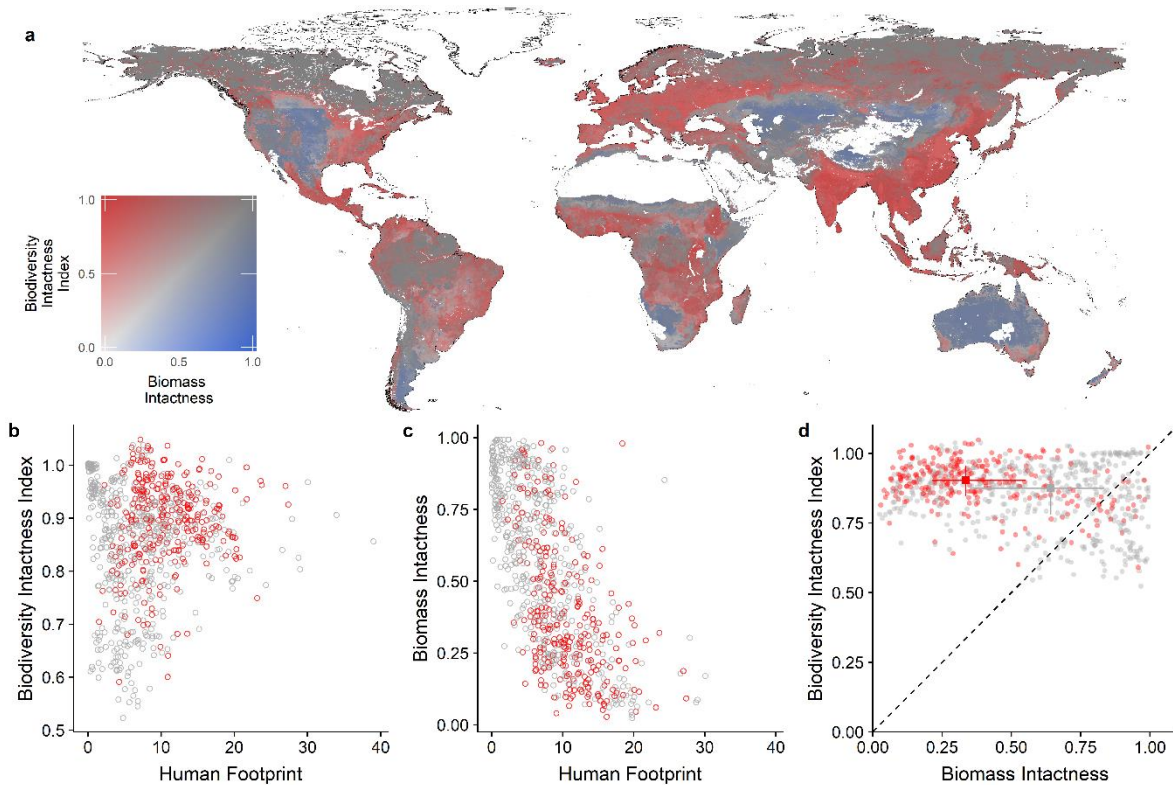 a
1.0
0.5
0.0
Biodiversity
Intactness
Index
0.0 0.5 1.0
Biomass
Intactness
b
1.0
0.9
0.8
0.7
0.6
0.5
Biodiversity Intactness Index
0 10 20 30 40
Human Footprint
c
1.00
0.75
0.50
0.25
0.00
Biomass Intactness
0 10 20 30 40
Human Footprint
d
1.00
0.75
0.50
0.25
0.00
Biodiversity Intactness Index
0.00 0.25 0.50 0.75 1.00
Biomass Intactness